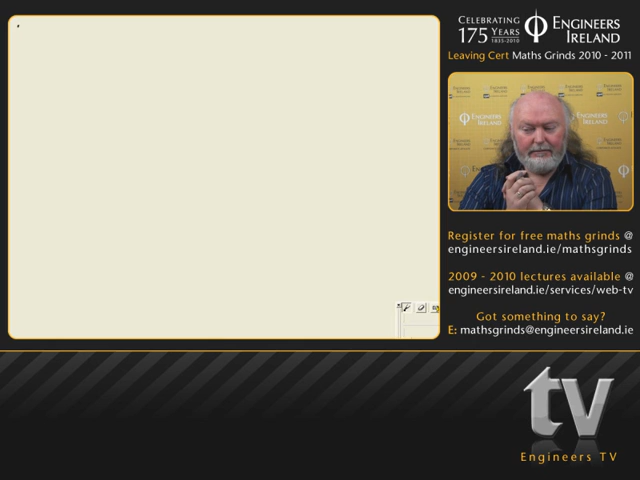 CELEBRATING
175 YEARS
1835-2010
ENGINEERS
IRELAND
Leaving Cert Maths Grinds 2010 - 2011
ENGINEERS
IRELAND
Register for free maths grinds @
engineersireland.ie/mathsgrinds
2009 - 2010 lectures available @
engineersireland.ie/services/web-tv
Got something to say?
E: mathsgrinds@engineersireland.ie
tv
Engineers TV